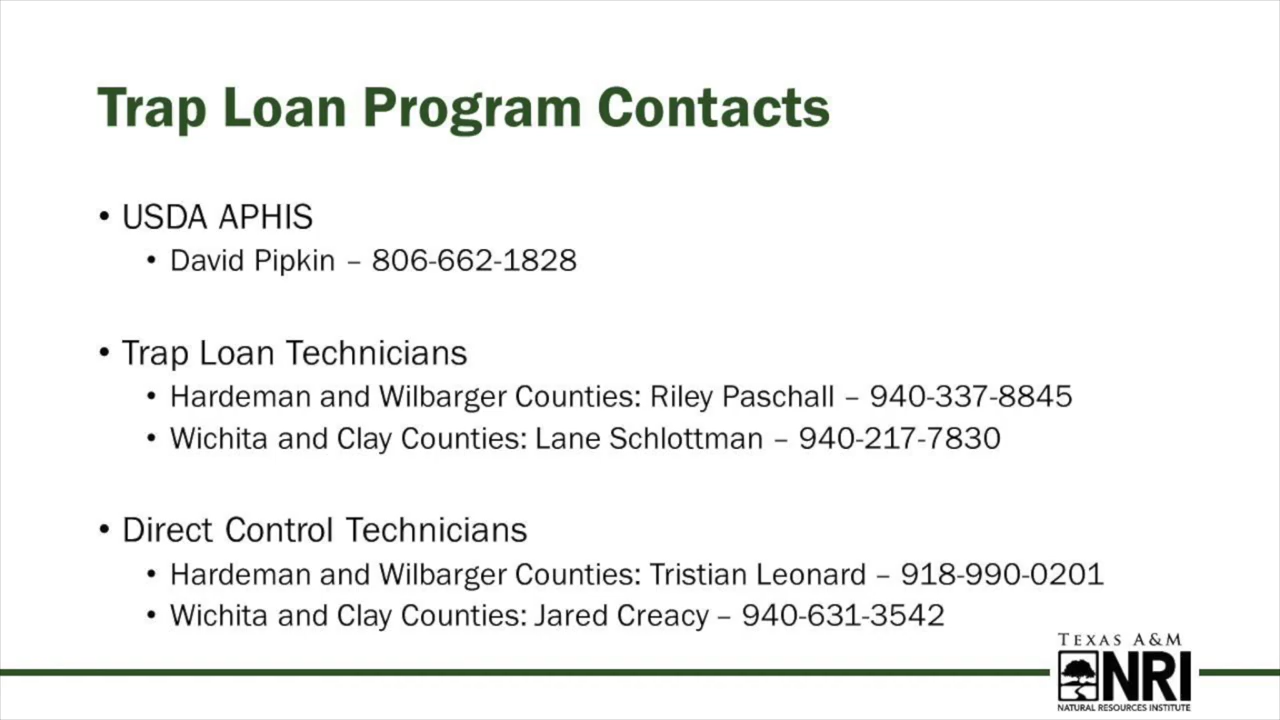 Trap Loan Program Contacts
• USDA APHIS
• David Pipkin – 806-662-1828
• Trap Loan Technicians
• Hardeman and Wilbarger Counties: Riley Paschall – 940-337-8845
• Wichita and Clay Counties: Lane Schlottman – 940-217-7830
• Direct Control Technicians
• Hardeman and Wilbarger Counties: Tristian Leonard – 918-990-0201
• Wichita and Clay Counties: Jared Creacy – 940-631-3542
TEXAS A&M
NRI
NATURAL RESOURCES INSTITUTE